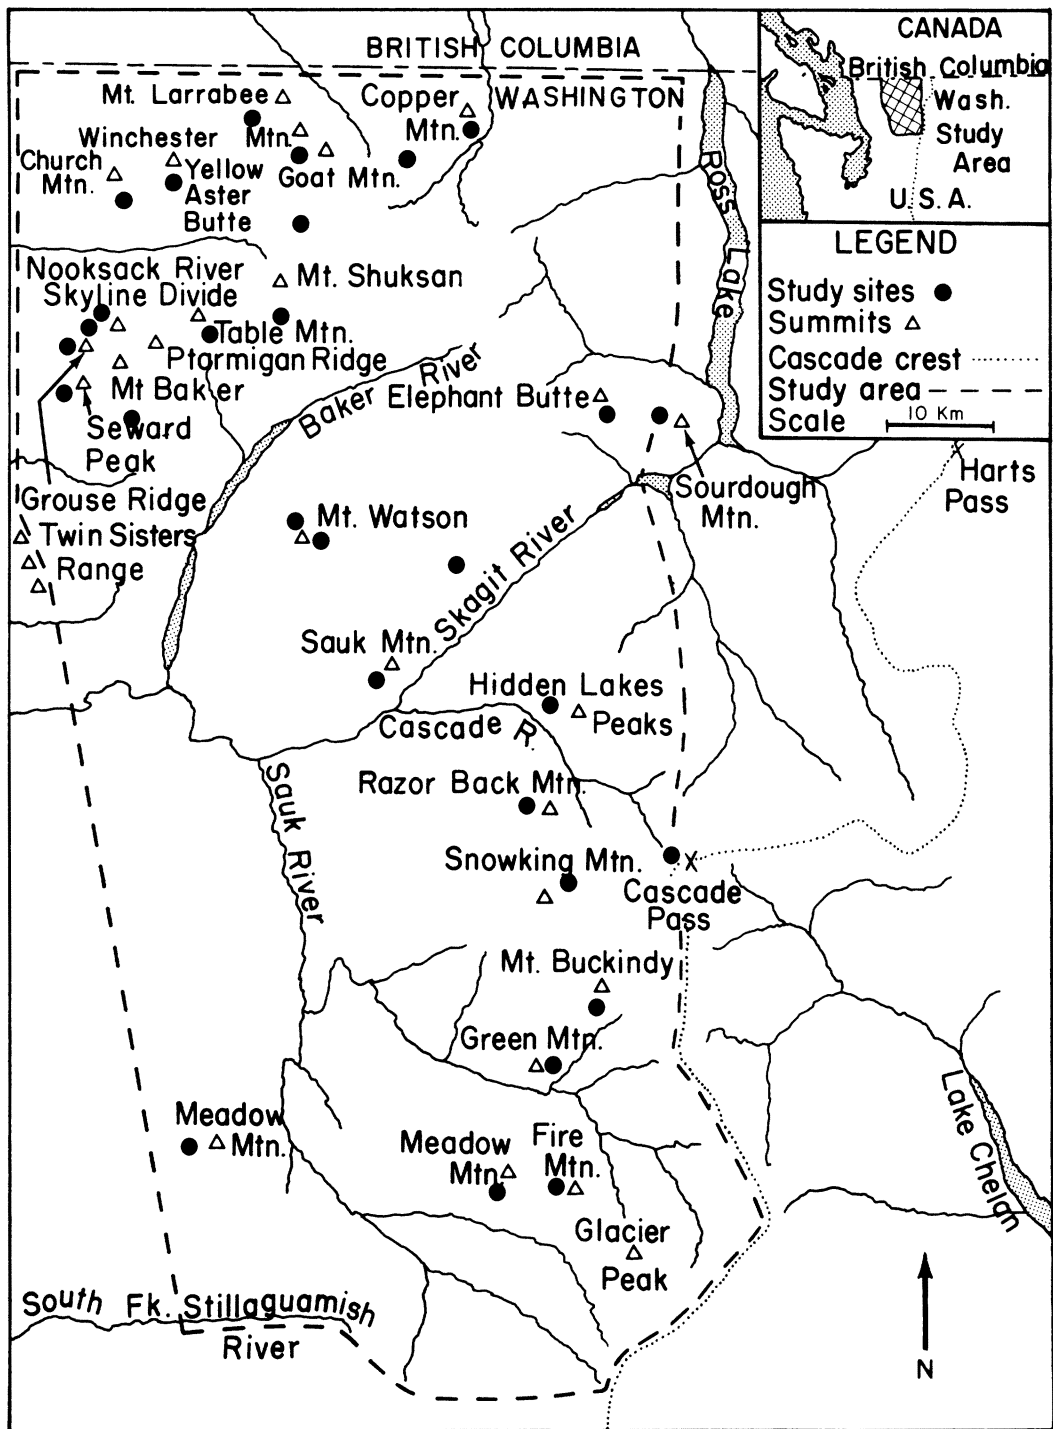 BRITISH COLUMBIA
WASHINGTON
Mt. Larrabee
Copper
Mtn.
Winchester
Mtn.
Church
Mtn.
Yellow
Aster
Butte
Goat Mtn.
Ross Lake
Nooksack River
Skyline Divide
Mt. Shuksan
Table Mtn.
Ptarmigan Ridge
Mt Baker
Seward
Peak
Baker River
Elephant Butte
Sourdough
Mtn.
Grouse Ridge
Twin Sisters
Range
Mt. Watson
Skagit River
Sauk Mtn.
Hidden Lakes
Peaks
Cascade R.
Razor Back Mtn.
Sauk River
Snowking Mtn.
X
Cascade
Pass
Mt. Buckindy
Green Mtn.
Meadow
Mtn.
Meadow
Mtn.
Fire
Mtn.
Glacier
Peak
Lake Chelan
South Fk. Stillaguamish
River
N
X
Harts
Pass
CANADA
British Columbia
Wash.
Study
Area
U.S.A.
LEGEND
Study sites
Summits
Cascade crest
Study area
Scale
10 Km